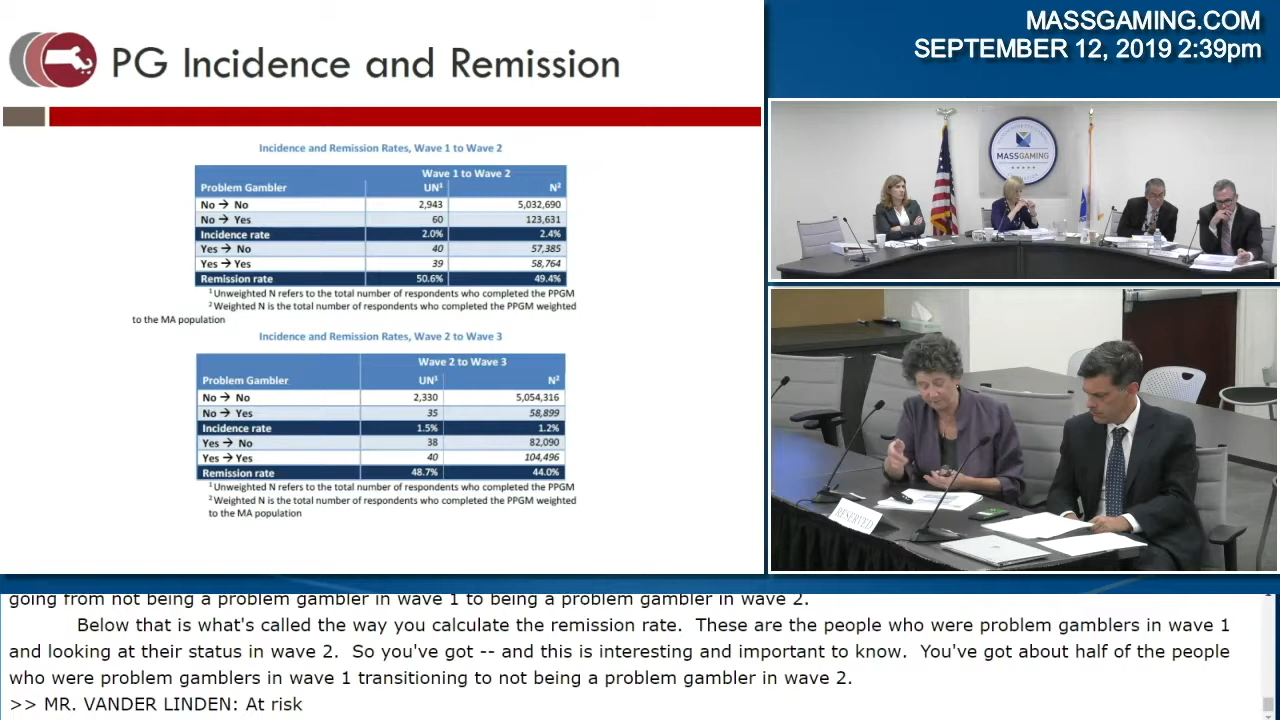 MASSGAMING.COM
SEPTEMBER 12, 2019 2:39pm
PG Incidence and Remission
Incidence and Remission Rates, Wave 1 to Wave 2
Wave 1 to Wave 2
Problem Gambler UN¹ N²
No → No 2,943 5,032,690
No → Yes 60 123,631
Incidence rate 2.0% 2.4%
Yes → No 40 57,385
Yes → Yes 39 58,764
Remission rate 50.6% 49.4%
¹ Unweighted N refers to the total number of respondents who completed the PPGM
² Weighted N is the total number of respondents who completed the PPGM weighted
to the MA population
Incidence and Remission Rates, Wave 2 to Wave 3
Wave 2 to Wave 3
Problem Gambler UN¹ N²
No → No 2,330 5,054,316
No → Yes 35 58,899
Incidence rate 1.5% 1.2%
Yes → No 38 82,090
Yes → Yes 40 104,496
Remission rate 48.7% 44.0%
¹ Unweighted N refers to the total number of respondents who completed the PPGM
² Weighted N is the total number of respondents who completed the PPGM weighted
to the MA population
MASSGAMING
RESERVED
going from not being a problem gambler in wave 1 to being a problem gambler in wave 2.
Below that is what's called the way you calculate the remission rate. These are the people who were problem gamblers in wave 1
and looking at their status in wave 2. So you've got -- and this is interesting and important to know. You've got about half of the people
who were problem gamblers in wave 1 transitioning to not being a problem gambler in wave 2.
>> MR. VANDER LINDEN: At risk